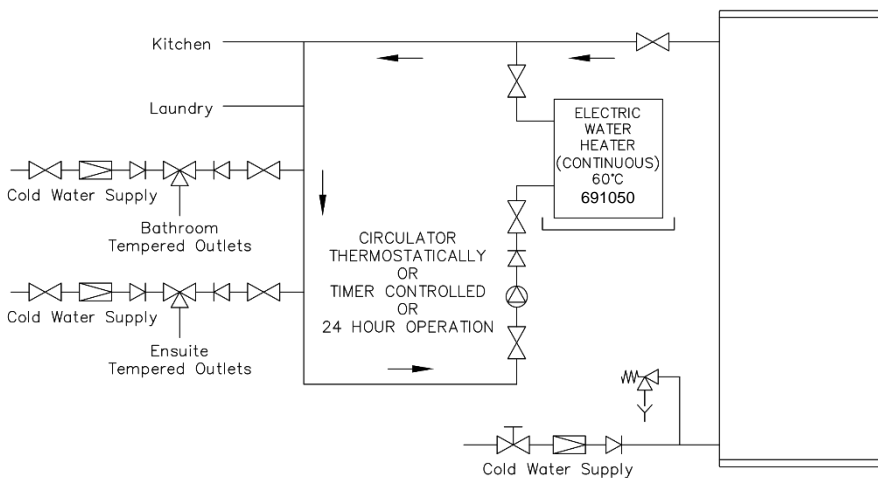 Kitchen
Laundry
Cold Water Supply
Bathroom
Tempered Outlets
Cold Water Supply
Ensuite
Tempered Outlets
CIRCULATOR
THERMOSTATICALLY
OR
TIMER CONTROLLED
OR
24 HOUR OPERATION
ELECTRIC
WATER
HEATER
(CONTINUOUS)
60°C
691050
Cold Water Supply